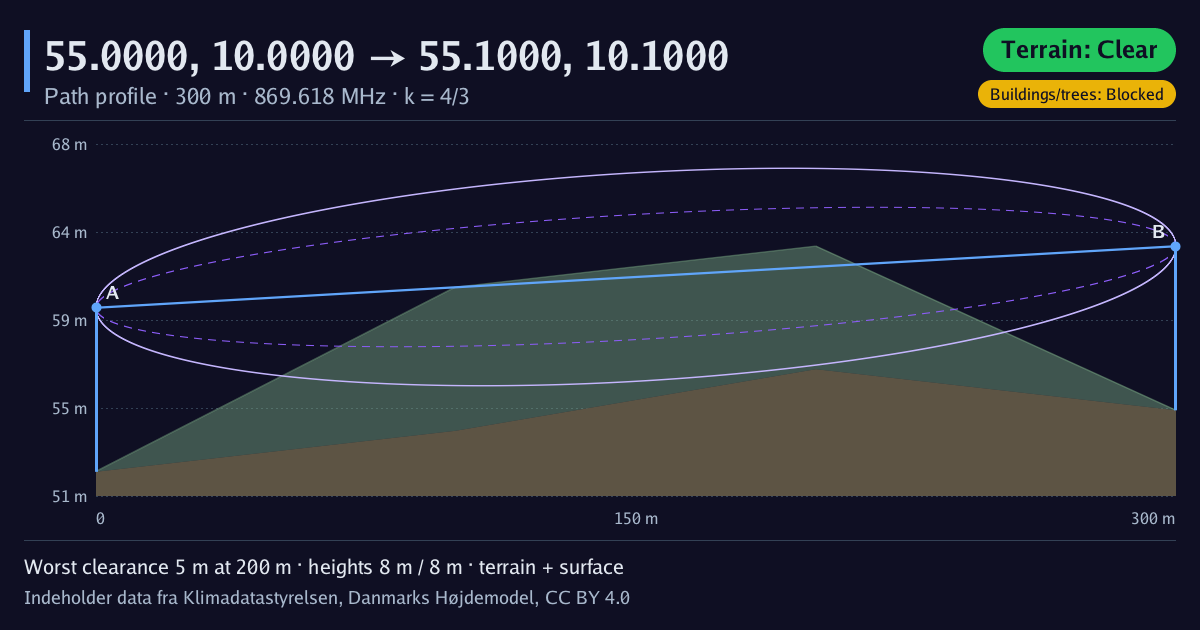 55.0000, 10.0000 → 55.1000, 10.1000
Terrain: Clear
Path profile · 300 m · 869.618 MHz · k = 4/3
Buildings/trees: Blocked
68 m
64 m
B
A
59 m
55 m
51 m
0
150 m
300 m
Worst clearance 5 m at 200 m · heights 8 m / 8 m · terrain + surface
Indeholder data fra Klimadatastyrelsen, Danmarks Højdemodel, CC BY 4.0